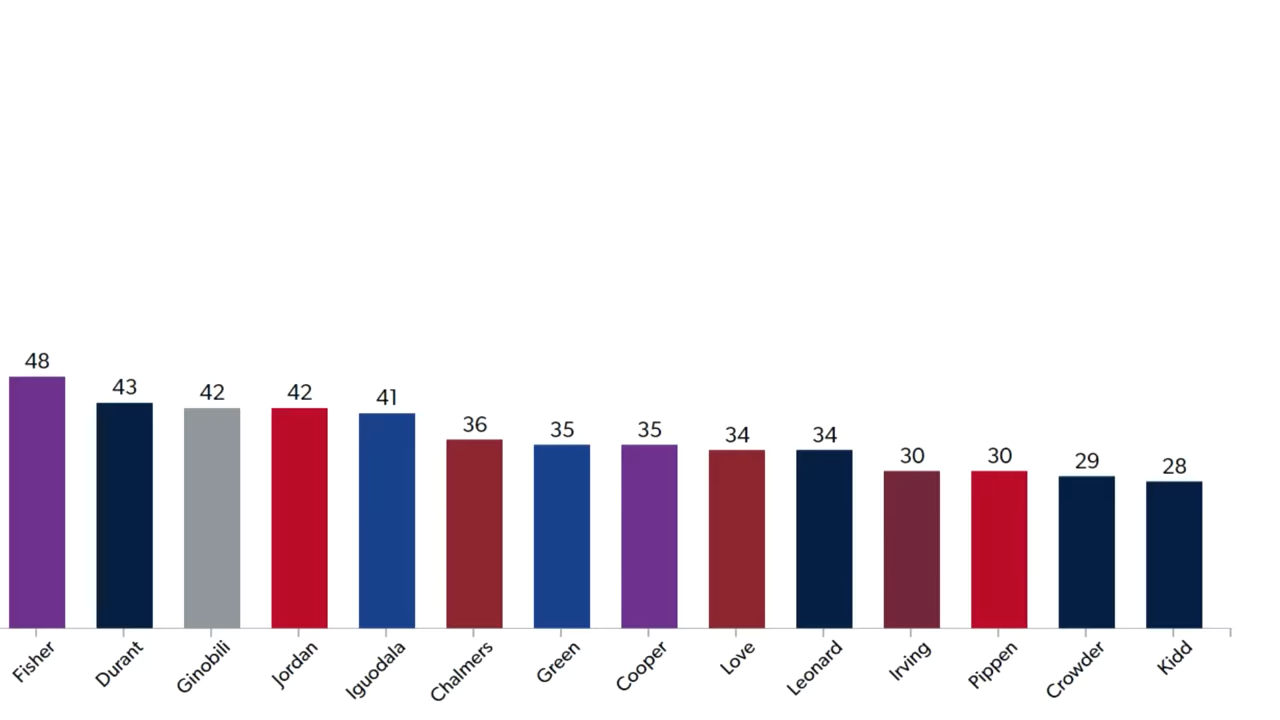 48
43
42
42
41
36
35
35
34
34
30
30
29
28
Fisher
Durant
Ginobili
Jordan
Iguodala
Chalmers
Green
Cooper
Love
Leonard
Irving
Pippen
Crowder
Kidd